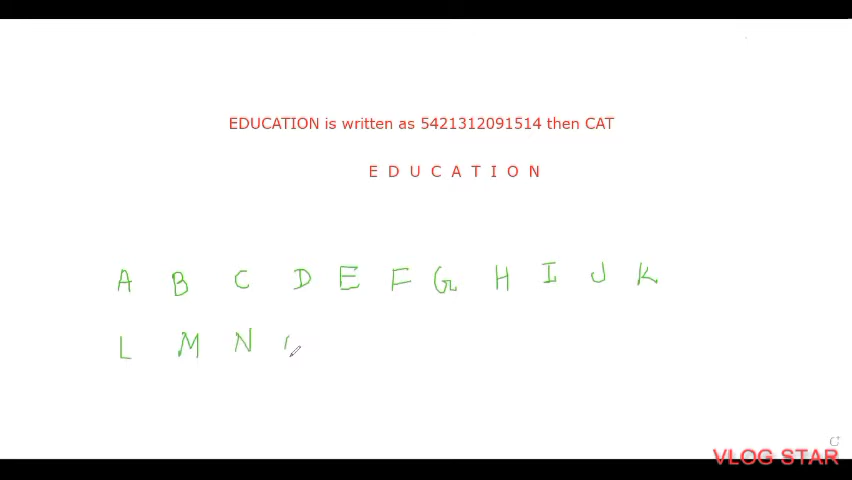 EDUCATION is written as 5421312091514 then CAT
E D U C A T I O N
A B C D E F G H I J K
L M N
VLOG STAR